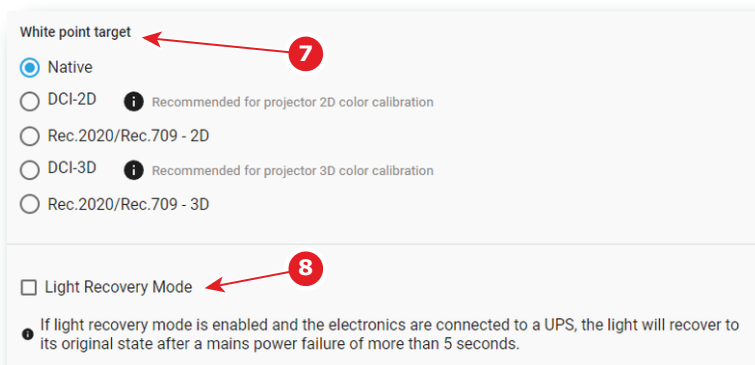 White point target
7
Native
DCI-2D Recommended for projector 2D color calibration
Rec.2020/Rec.709 - 2D
DCI-3D Recommended for projector 3D color calibration
Rec.2020/Rec.709 - 3D
8
Light Recovery Mode
If light recovery mode is enabled and the electronics are connected to a UPS, the light will recover to
its original state after a mains power failure of more than 5 seconds.